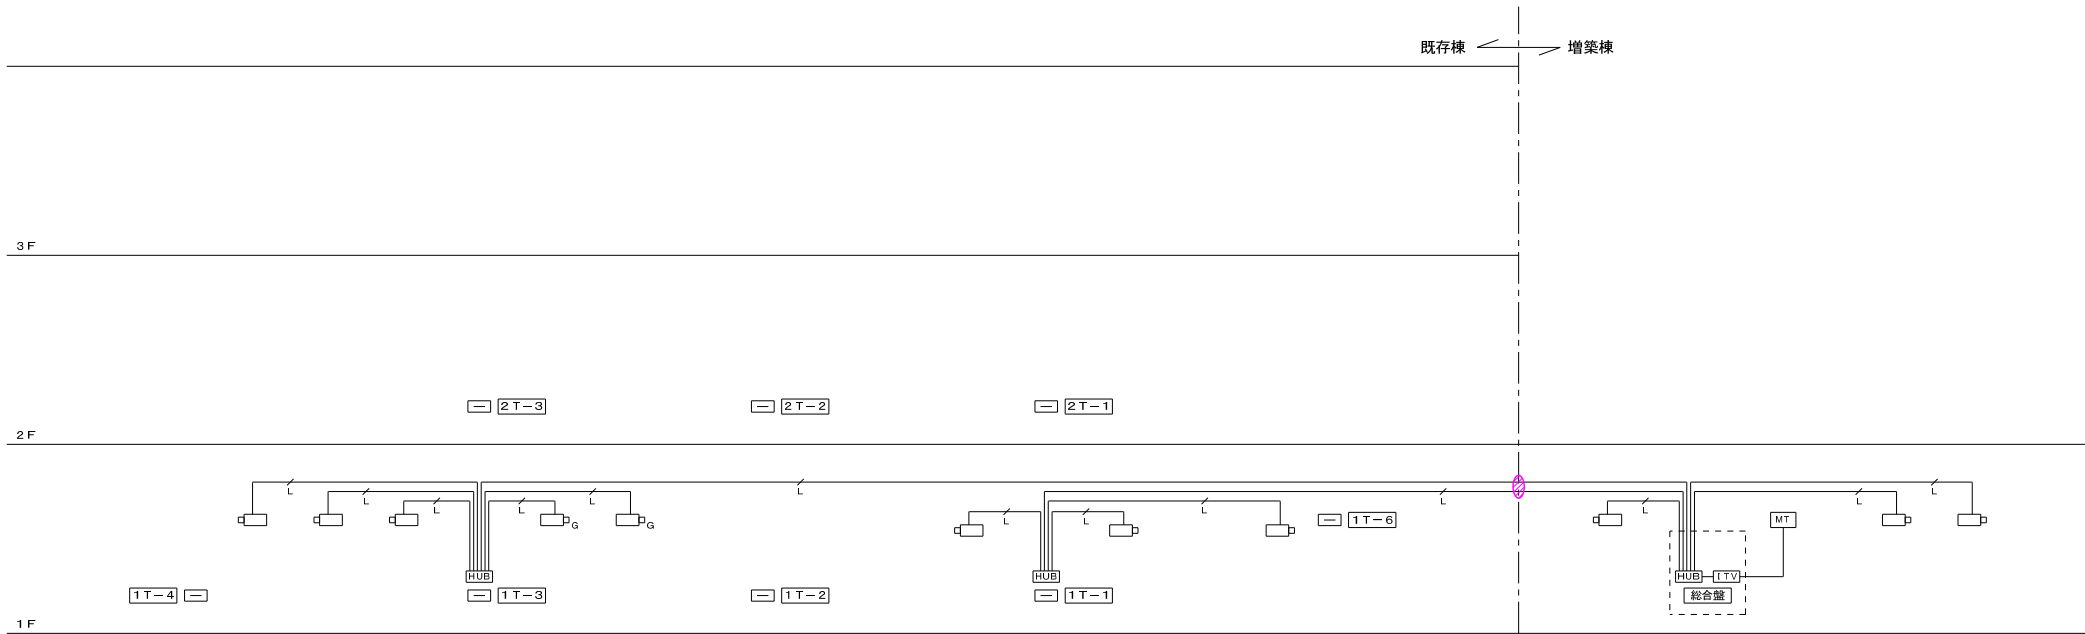 既存棟 増築棟
3F
2T-3 2T-2 2T-1
2F
L L L L L L L L L L L L L
G G
1T-6
MT
HUB HUB HUB ITV
1T-4 1T-3 1T-2 1T-1 総合盤
1F